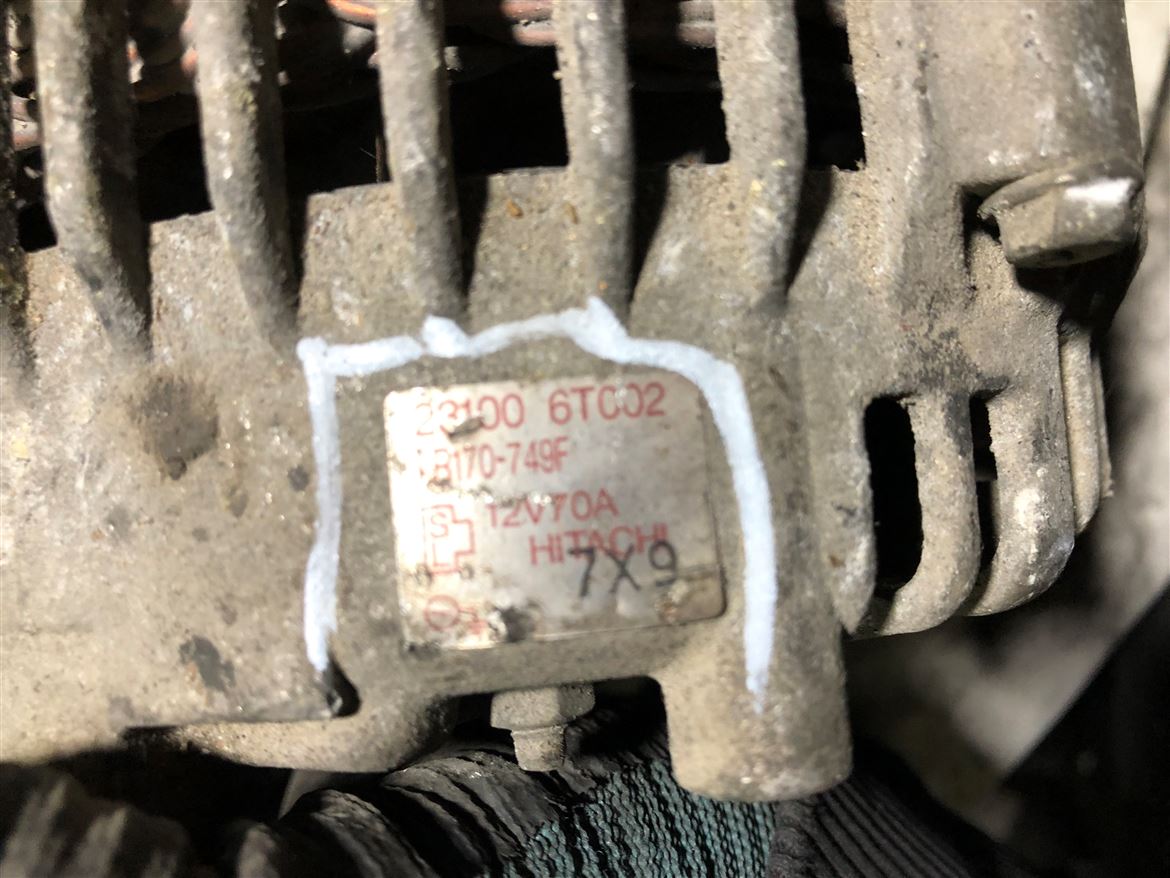 23100 6TC02
LR170-749F
12V70A
S
HITACHI
7X9